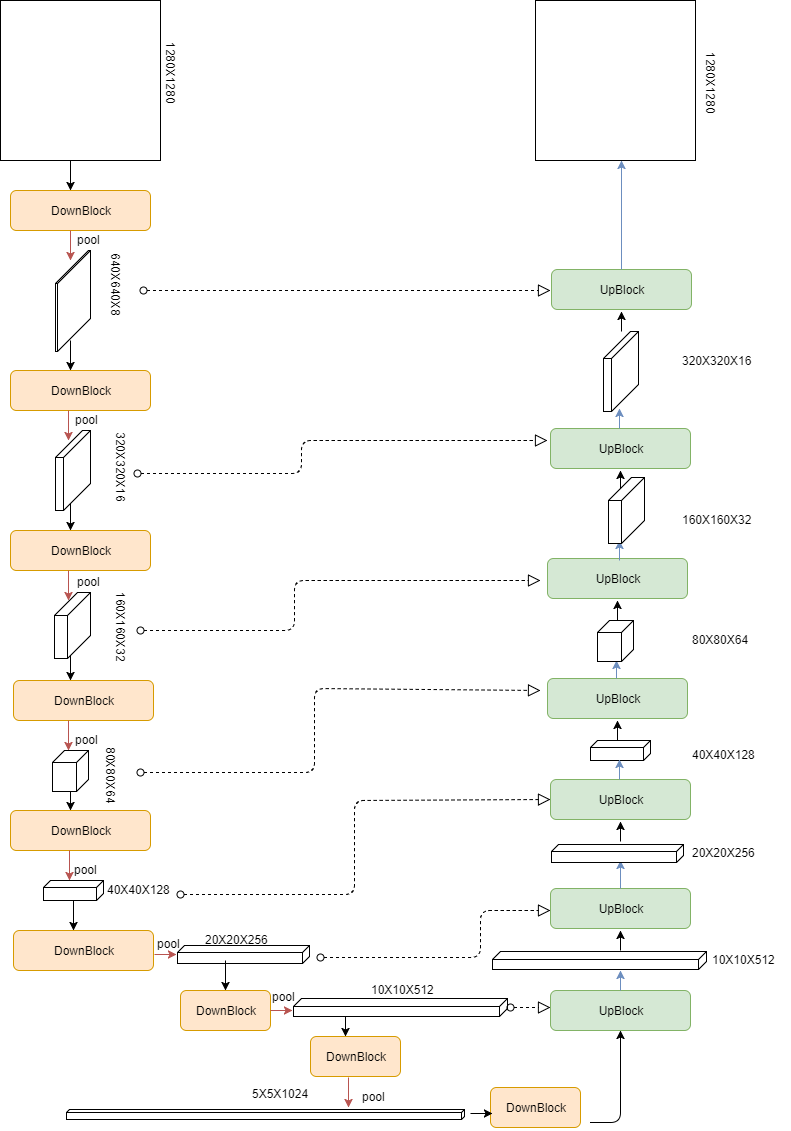 1280X1280
1280X1280
DownBlock
pool
640X640X8
UpBlock
320X320X16
DownBlock
pool
320X320X16
UpBlock
160X160X32
DownBlock
pool
160X160X32
UpBlock
80X80X64
DownBlock
pool
80X80X64
UpBlock
40X40X128
DownBlock
pool
40X40X128
UpBlock
20X20X256
DownBlock
pool
20X20X256
UpBlock
10X10X512
DownBlock
pool
10X10X512
UpBlock
DownBlock
pool
5X5X1024
DownBlock